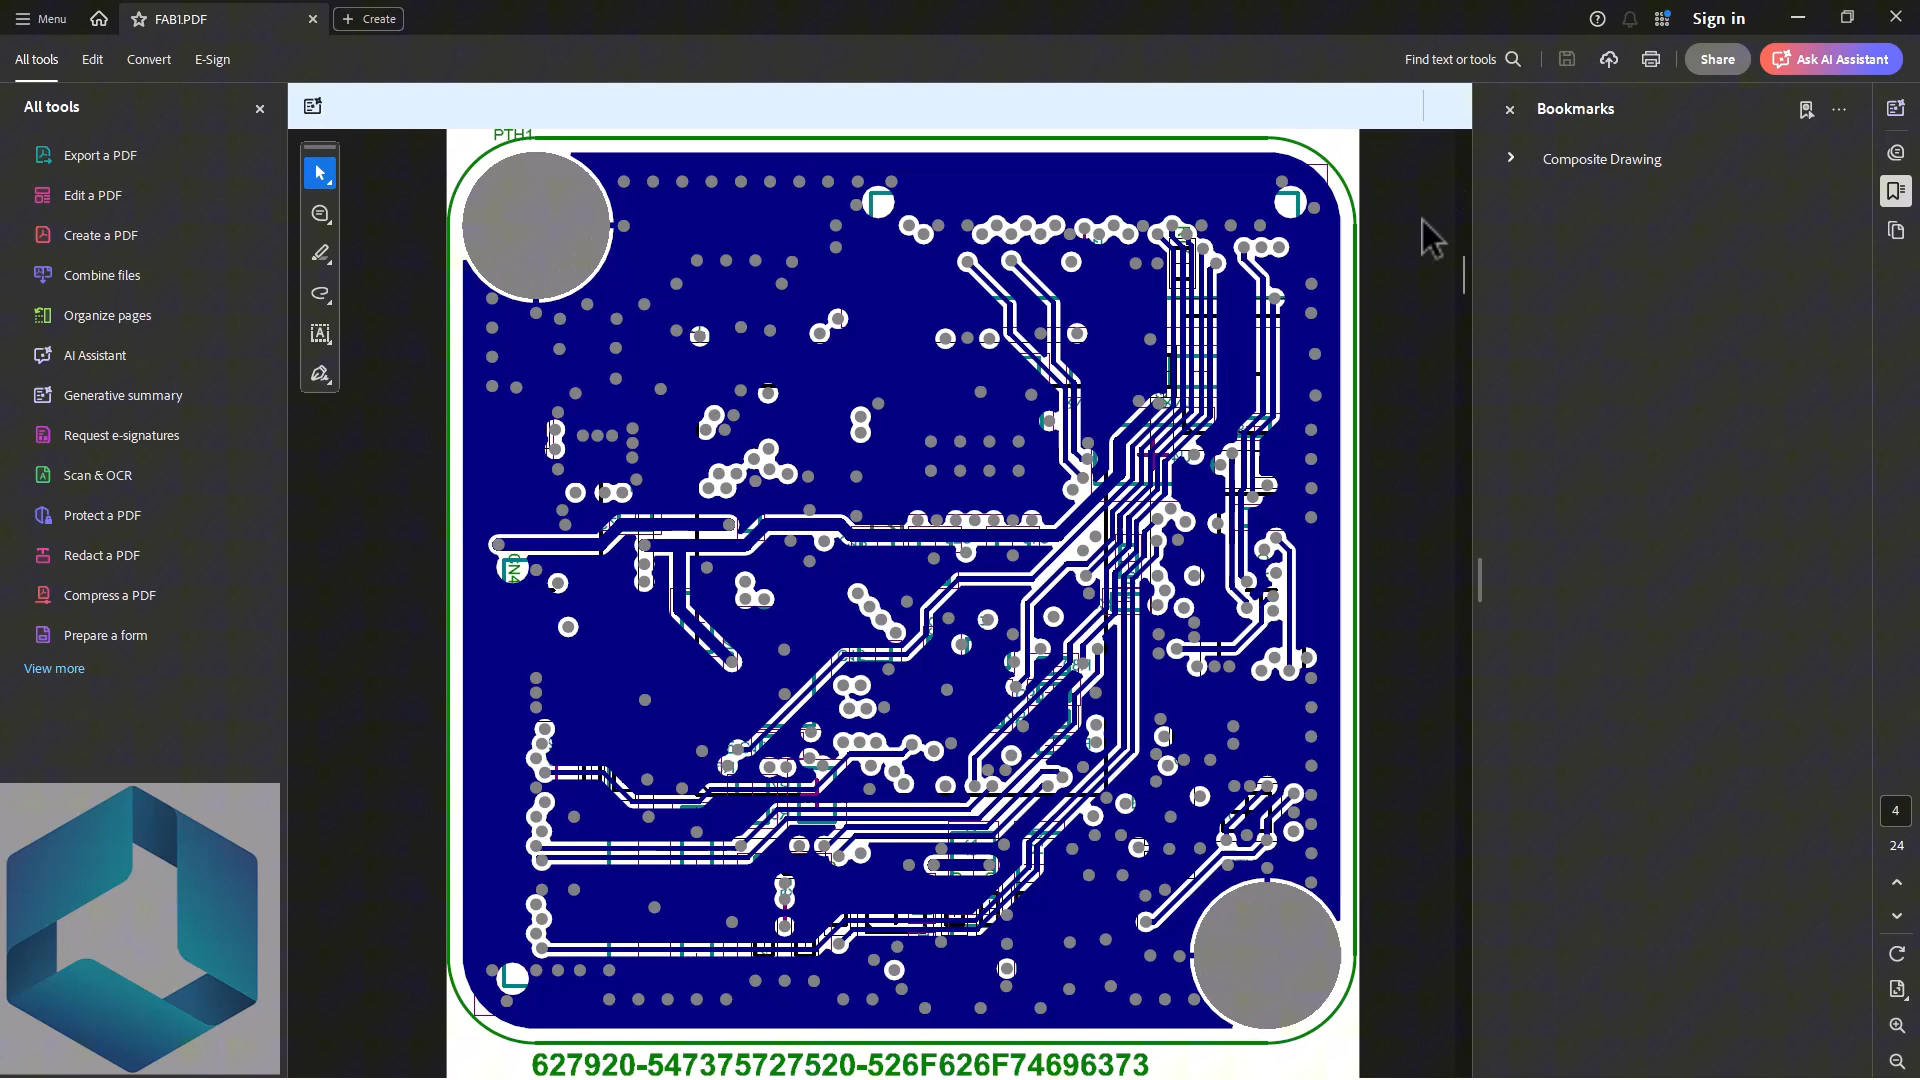 Menu
FAB1.PDF
Create
Sign in
All tools
Edit
Convert
E-Sign
Find text or tools
Share
Ask AI Assistant
All tools
Export a PDF
Edit a PDF
Create a PDF
Combine files
Organize pages
AI Assistant
Generative summary
Request e-signatures
Scan & OCR
Protect a PDF
Redact a PDF
Compress a PDF
Prepare a form
View more
PTH1
CN4
627920-547375727520-526F626F74696373
Bookmarks
Composite Drawing
4
24